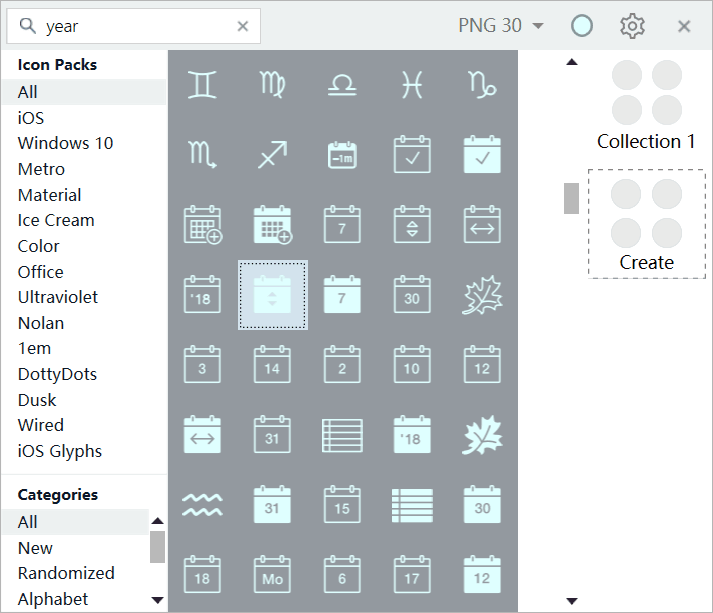 year
PNG 30
Icon Packs
All
iOS
Windows 10
Metro
Material
Ice Cream
Color
Office
Ultraviolet
Nolan
1em
DottyDots
Dusk
Wired
iOS Glyphs
Categories
All
New
Randomized
Alphabet
−1m
7
'18
7
30
3
14
2
10
12
31
'18
31
15
30
18
Mo
6
17
12
Collection 1
Create